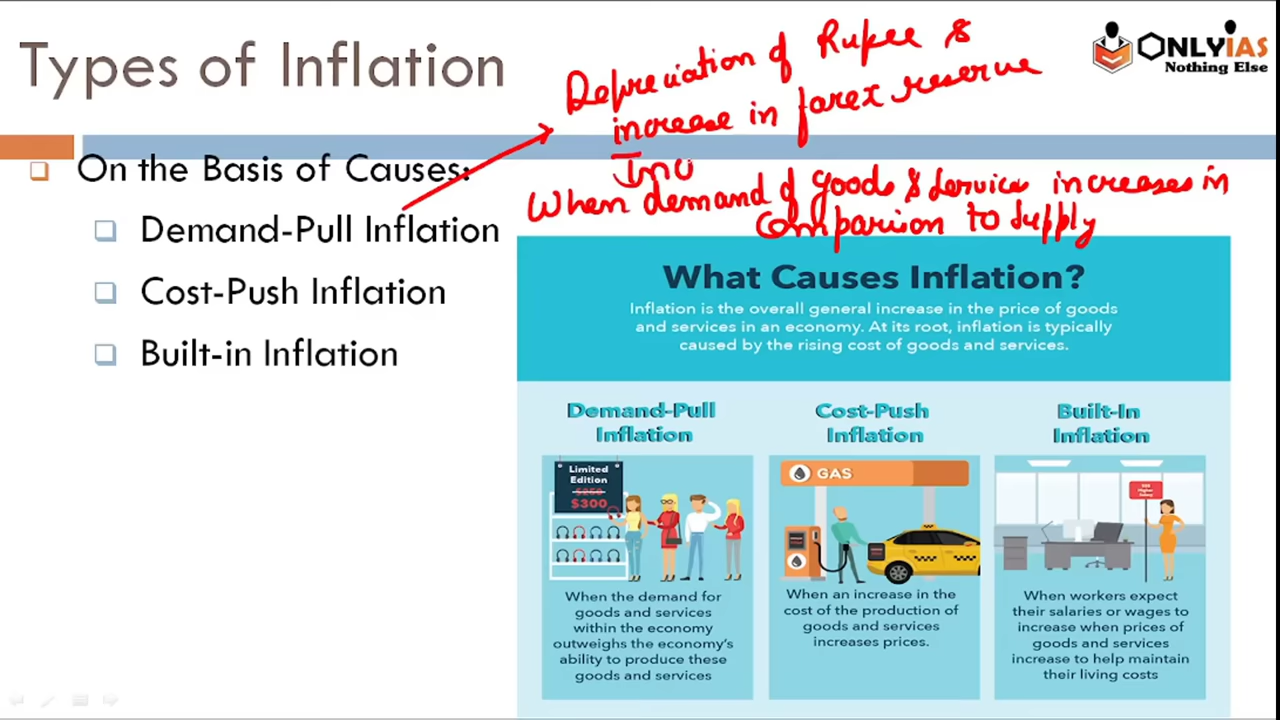 Types of Inflation
ONLYIAS
Nothing Else
Depreciation of Rupee &
increase in forex reserve
Inc
When demand of goods & services increases in
comparison to supply
On the Basis of Causes:
Demand-Pull Inflation
Cost-Push Inflation
Built-in Inflation
What Causes Inflation?
Inflation is the overall general increase in the price of goods
and services in an economy. At its root, inflation is typically
caused by the rising cost of goods and services.
Demand-Pull
Inflation
Limited
Edition
$300
When the demand for
goods and services
within the economy
outweighs the economy's
ability to produce these
goods and services
Cost-Push
Inflation
GAS
When an increase in the
cost of the production of
goods and services
increases prices.
Built-In
Inflation
When workers expect
their salaries or wages to
increase when prices of
goods and services
increase to help maintain
their living costs